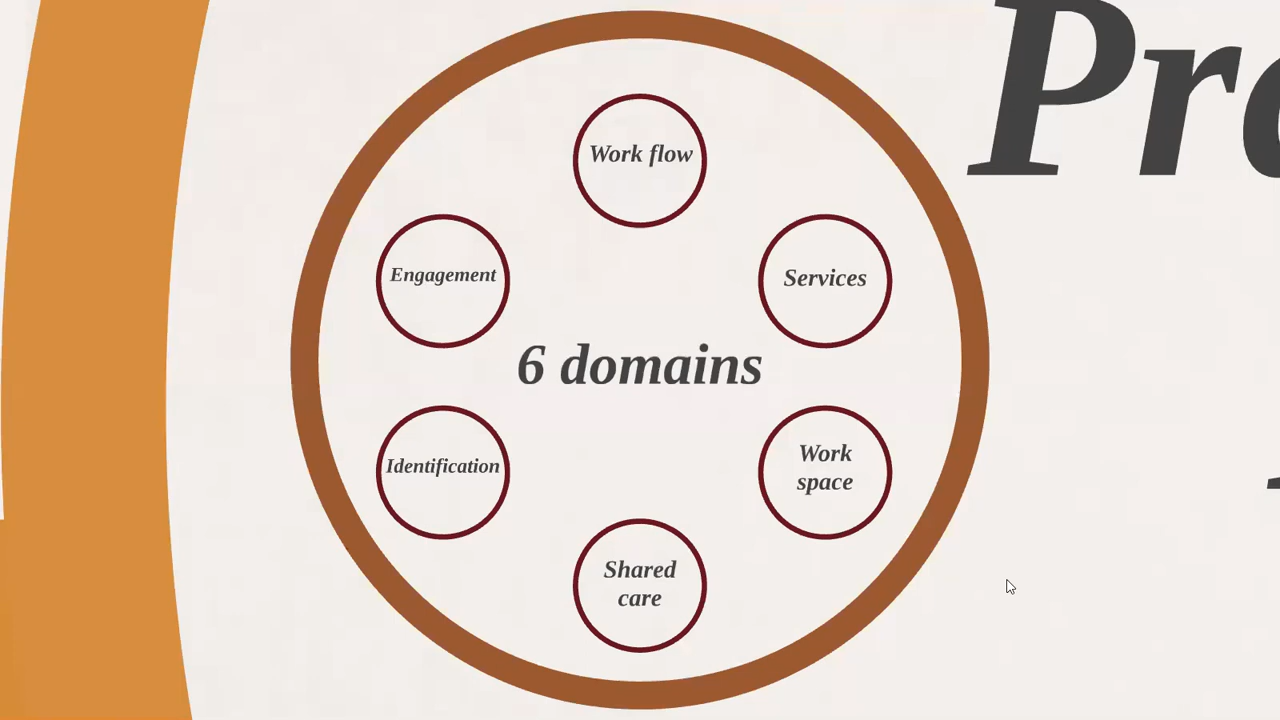 Work flow
Engagement
Services
6 domains
Identification
Work
space
Shared
care